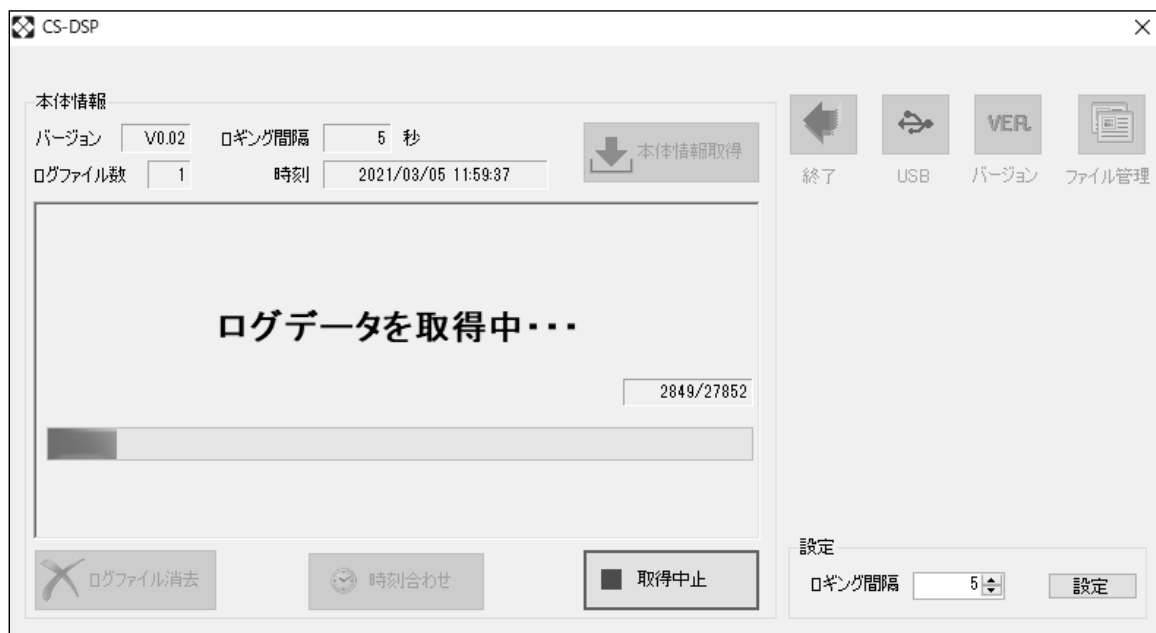 CS-DSP
本体情報
バージョン V0.02 ロギング間隔 5 秒
ログファイル数 1 時刻 2021/03/05 11:59:37
本体情報取得
VER.
終了 USB バージョン ファイル管理
ログデータを取得中・・・
2849/27852
ログファイル消去 時刻合わせ 取得中止
設定
ロギング間隔 5 設定